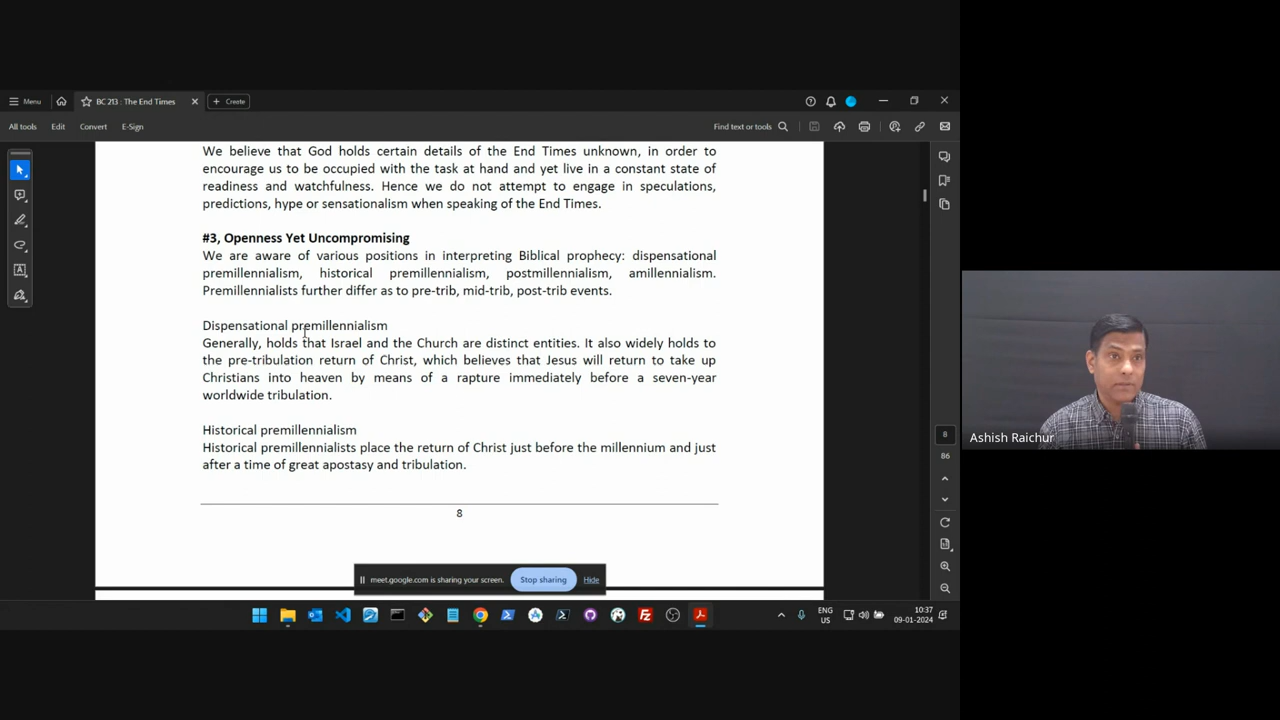 Menu
BC 213 : The End Times
Create
All tools
Edit
Convert
E-Sign
Find text or tools
We believe that God holds certain details of the End Times unknown, in order to
encourage us to be occupied with the task at hand and yet live in a constant state of
readiness and watchfulness. Hence we do not attempt to engage in speculations,
predictions, hype or sensationalism when speaking of the End Times.
#3, Openness Yet Uncompromising
We are aware of various positions in interpreting Biblical prophecy: dispensational
premillennialism, historical premillennialism, postmillennialism, amillennialism.
Premillennialists further differ as to pre-trib, mid-trib, post-trib events.
Dispensational premillennialism
Generally, holds that Israel and the Church are distinct entities. It also widely holds to
the pre-tribulation return of Christ, which believes that Jesus will return to take up
Christians into heaven by means of a rapture immediately before a seven-year
worldwide tribulation.
Historical premillennialism
Historical premillennialists place the return of Christ just before the millennium and just
after a time of great apostasy and tribulation.
8
8
86
Ashish Raichur
meet.google.com is sharing your screen.
Stop sharing
Hide
ENG
US
10:37
09-01-2024